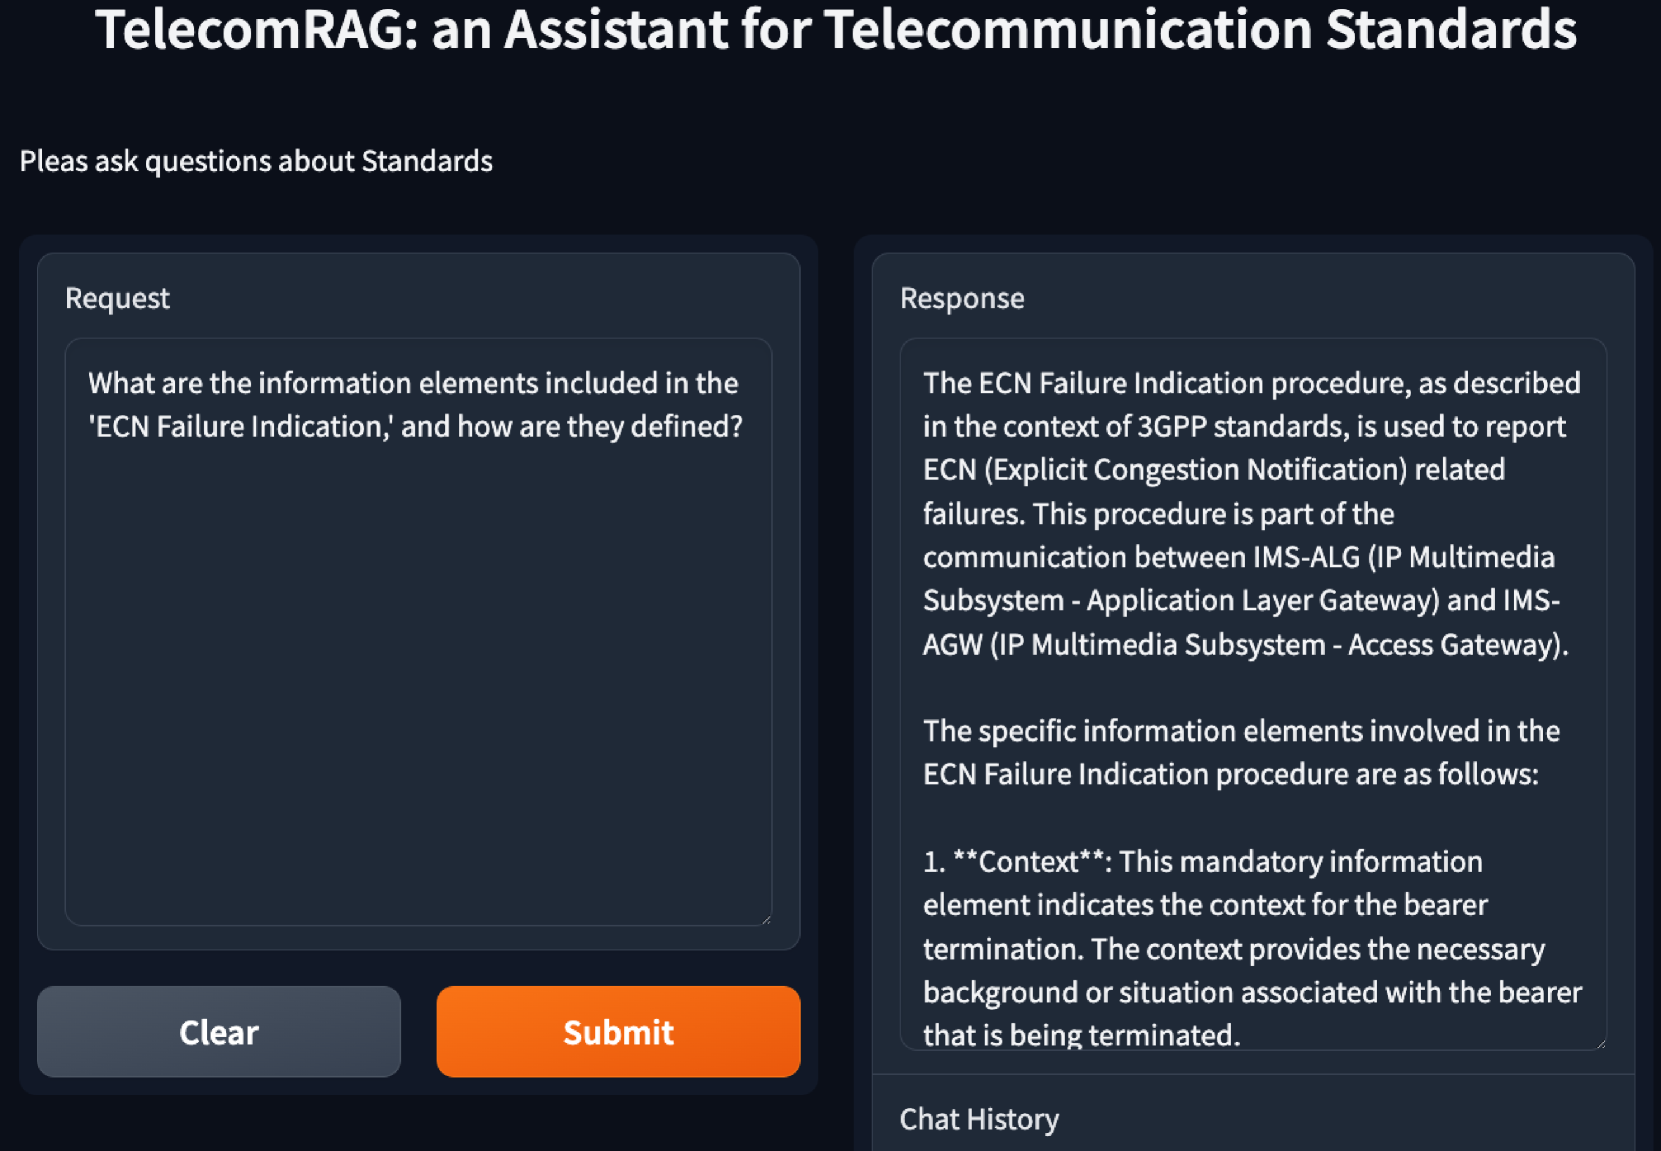 TelecomRAG: an Assistant for Telecommunication Standards
Pleas ask questions about Standards
Request
What are the information elements included in the
'ECN Failure Indication,' and how are they defined?
Clear
Submit
Response
The ECN Failure Indication procedure, as described
in the context of 3GPP standards, is used to report
ECN (Explicit Congestion Notification) related
failures. This procedure is part of the
communication between IMS-ALG (IP Multimedia
Subsystem - Application Layer Gateway) and IMS-
AGW (IP Multimedia Subsystem - Access Gateway).
The specific information elements involved in the
ECN Failure Indication procedure are as follows:
1. **Context**: This mandatory information
element indicates the context for the bearer
termination. The context provides the necessary
background or situation associated with the bearer
that is being terminated.
Chat History